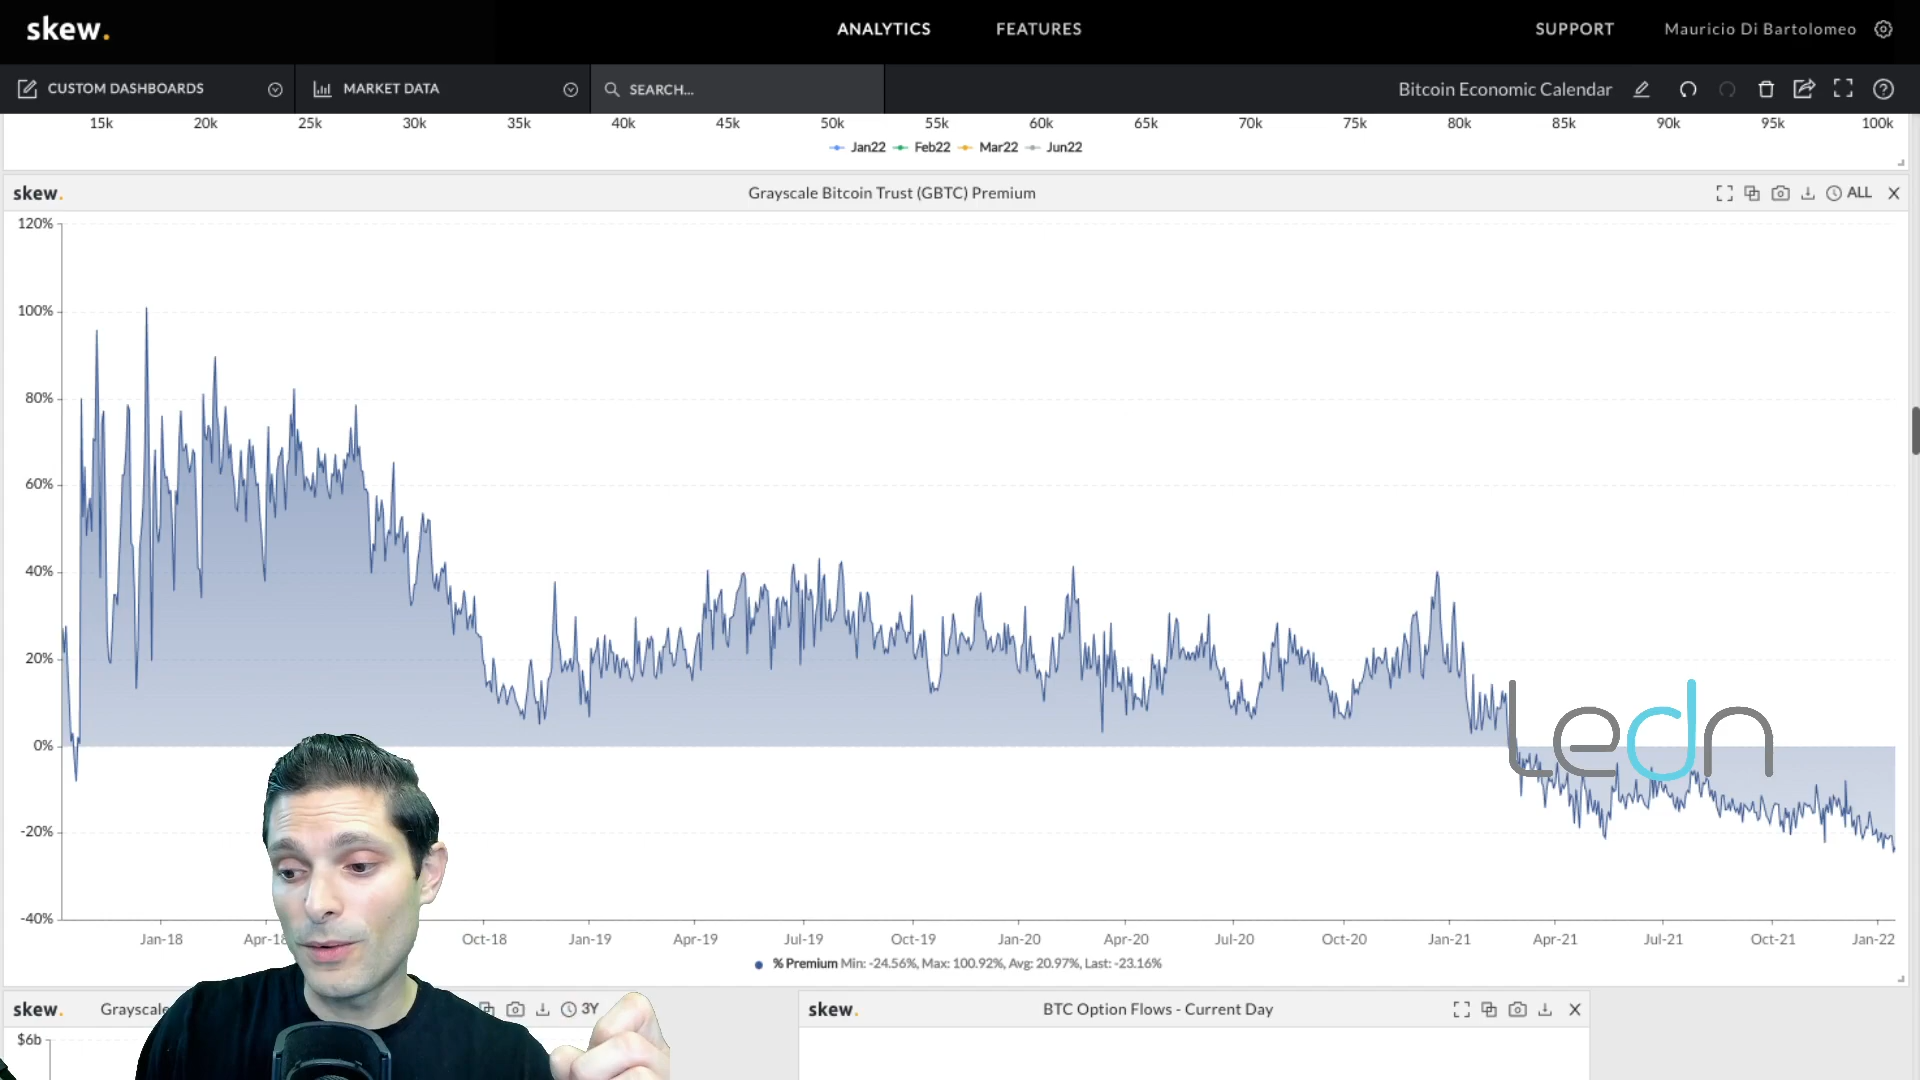 skew.
ANALYTICS
FEATURES
SUPPORT
Mauricio Di Bartolomeo
CUSTOM DASHBOARDS
MARKET DATA
SEARCH...
Bitcoin Economic Calendar
15k 20k 25k 30k 35k 40k 45k 50k 55k 60k 65k 70k 75k 80k 85k 90k 95k 100k
Jan22 Feb22 Mar22 Jun22
skew.
Grayscale Bitcoin Trust (GBTC) Premium
ALL
120%
100%
80%
60%
40%
20%
0%
-20%
-40%
Ledn
Jan-18 Apr-18 Oct-18 Jan-19 Apr-19 Jul-19 Oct-19 Jan-20 Apr-20 Jul-20 Oct-20 Jan-21 Apr-21 Jul-21 Oct-21 Jan-22
% Premium Min: -24.56%, Max: 100.92%, Avg: 20.97%, Last: -23.16%
skew.
Grayscale
3Y
$6b
skew.
BTC Option Flows - Current Day